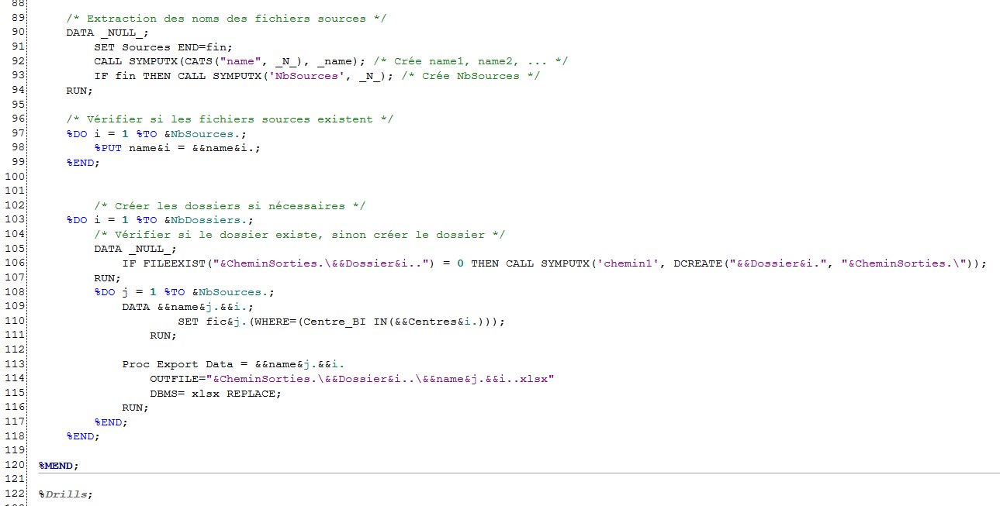 88
89 /* Extraction des noms des fichiers sources */
90 DATA _NULL_;
91 SET Sources END=fin;
92 CALL SYMPUTX(CATS("name", _N_), _name); /* Crée name1, name2, ... */
93 IF fin THEN CALL SYMPUTX('NbSources', _N_); /* Crée NbSources */
94 RUN;
95
96 /* Vérifier si les fichiers sources existent */
97 %DO i = 1 %TO &NbSources.;
98 %PUT name&i = &&name&i.;
99 %END;
100
101
102 /* Créer les dossiers si nécessaires */
103 %DO i = 1 %TO &NbDossiers.;
104 /* Vérifier si le dossier existe, sinon créer le dossier */
105 DATA _NULL_;
106 IF FILEEXIST("&CheminSorties.\&&Dossier&i..") = 0 THEN CALL SYMPUTX('chemin1', DCREATE("&&Dossier&i.", "&CheminSorties.\"));
107 RUN;
108 %DO j = 1 %TO &NbSources.;
109 DATA &&name&j.&&i.;
110 SET fic&j.(WHERE=(Centre_BI IN(&&Centres&i.)));
111 RUN;
112
113 Proc Export Data = &&name&j.&&i.
114 OUTFILE="&CheminSorties.\&&Dossier&i..\&&name&j.&&i..xlsx"
115 DBMS= xlsx REPLACE;
116 RUN;
117 %END;
118 %END;
119
120 %MEND;
121
122 %Drills;